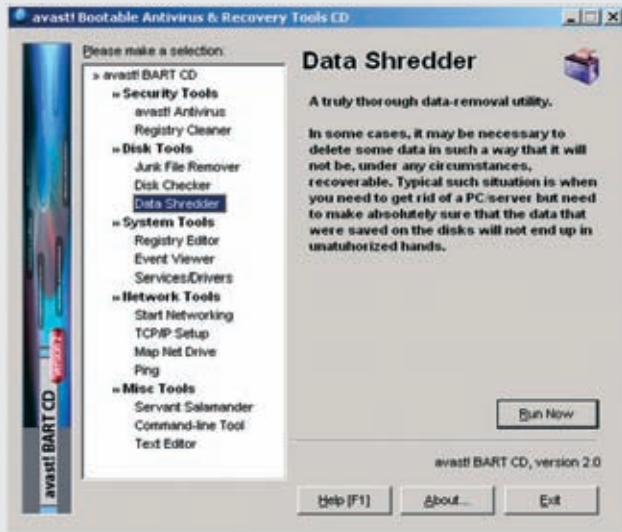 avast! Bootable Antivirus & Recovery Tools CD
Please make a selection:
» avast! BART CD
» Security Tools
avast! Antivirus
Registry Cleaner
» Disk Tools
Junk File Remover
Disk Checker
Data Shredder
» System Tools
Registry Editor
Event Viewer
Services/Drivers
» Network Tools
Start Networking
TCP/IP Setup
Map Net Drive
Ping
» Misc Tools
Servant Salamander
Command-line Tool
Text Editor
Data Shredder
A truly thorough data-removal utility.
In some cases, it may be necessary to
delete some data in such a way that it will
not be, under any circumstances,
recoverable. Typical such situation is when
you need to get rid of a PC/server but need
to make absolutely sure that the data that
were saved on the disks will not end up in
unatuhorized hands.
Run Now
avast! BART CD, version 2.0
Help [F1]
About...
Exit
avast! BART CD
version 2